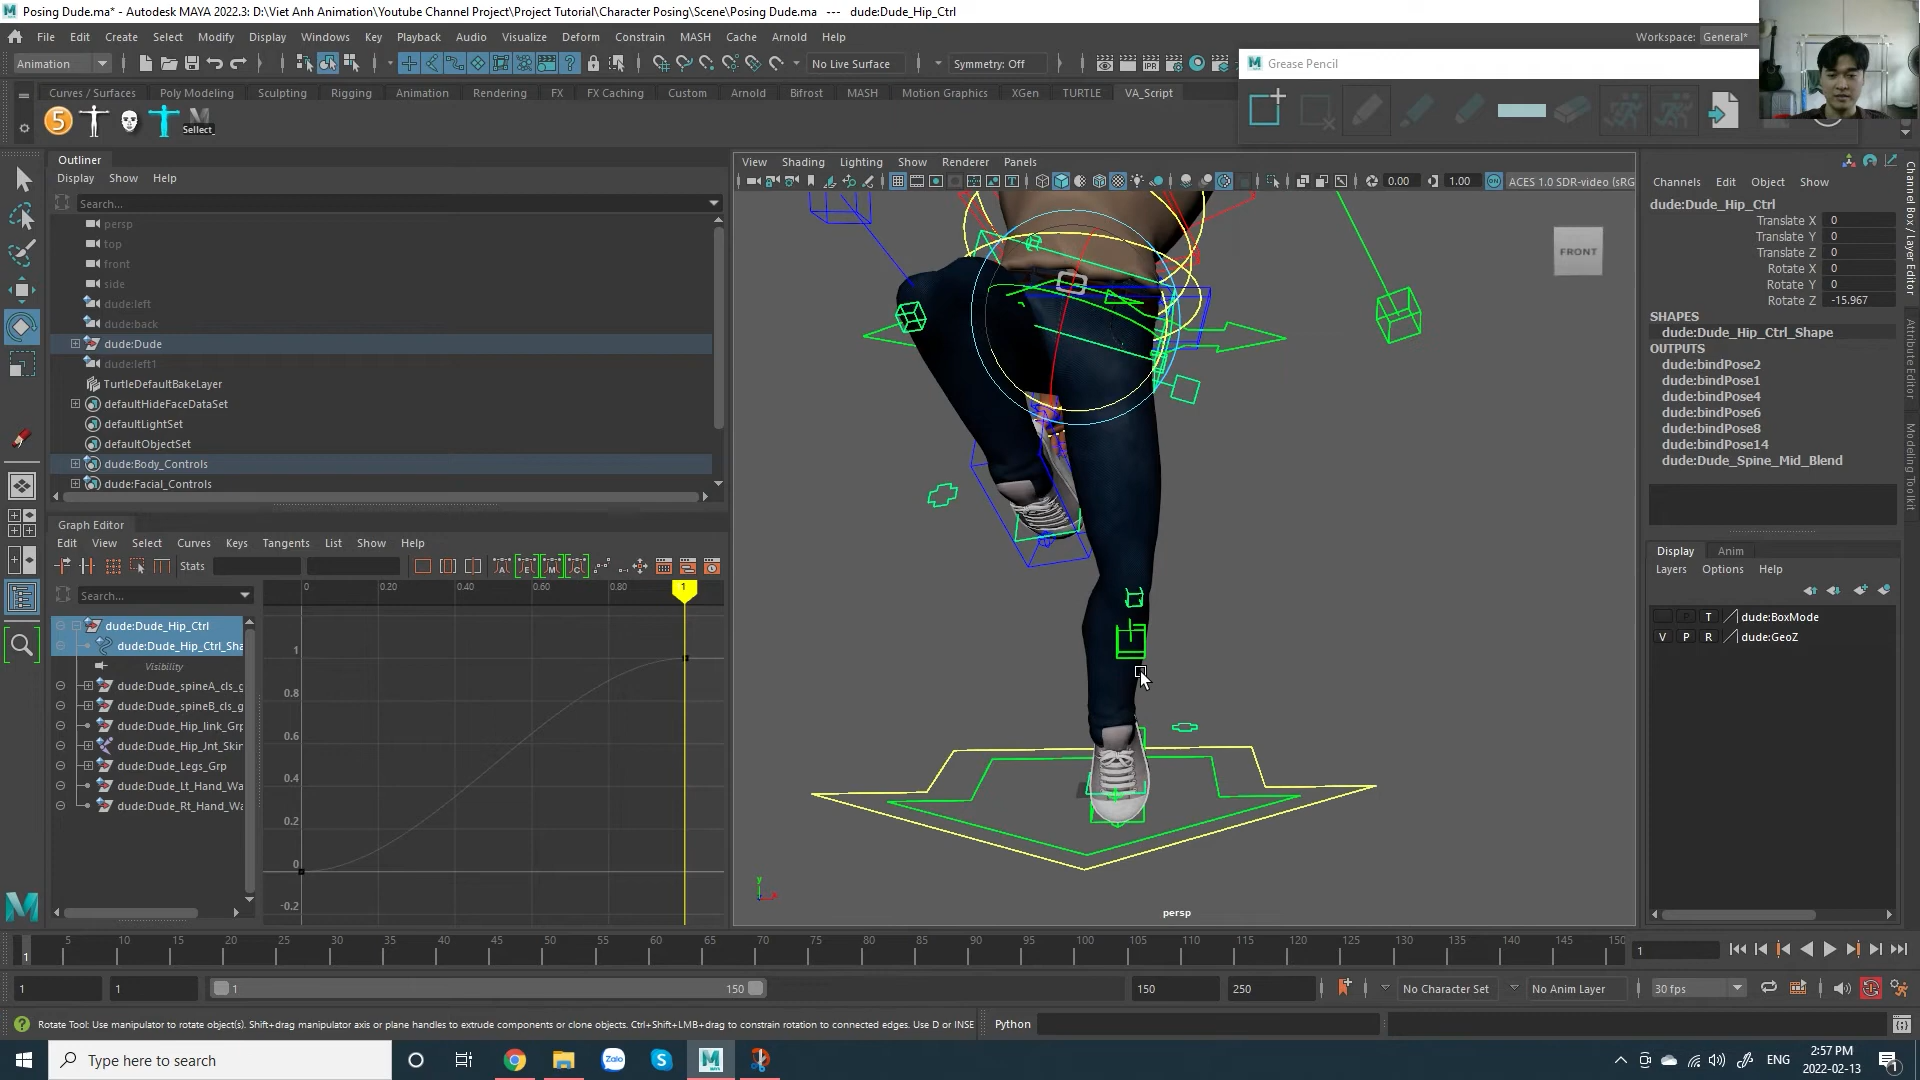 Posing Dude.ma* - Autodesk MAYA 2022.3: D:\Viet Anh Animation\Youtube Channel Project\Project Tutorial\Character Posing\Scene\Posing Dude.ma   ---   dude:Dude_Hip_Ctrl
File Edit Create Select Modify Display Windows Key Playback Audio Visualize Deform Constrain MASH Cache Arnold Help
Workspace: General*
Animation
No Live Surface
Symmetry: Off
Grease Pencil
Curves / Surfaces Poly Modeling Sculpting Rigging Animation Rendering FX FX Caching Custom Arnold Bifrost MASH Motion Graphics XGen TURTLE VA_Script
5
Select_
Outliner
Display Show Help
Search...
persp
top
front
side
dude:left
dude:back
dude:Dude
dude:left1
TurtleDefaultBakeLayer
defaultHideFaceDataSet
defaultLightSet
defaultObjectSet
dude:Body_Controls
dude:Facial_Controls
Graph Editor
Edit View Select Curves Keys Tangents List Show Help
Stats
Search...
dude:Dude_Hip_Ctrl
dude:Dude_Hip_Ctrl_Sha
Visibility
dude:Dude_spineA_cls_g
dude:Dude_spineB_cls_g
dude:Dude_Hip_link_Grp
dude:Dude_Hip_Jnt_Skir
dude:Dude_Legs_Grp
dude:Dude_Lt_Hand_Wa
dude:Dude_Rt_Hand_Wa
0 0.20 0.40 0.60 0.80 1
1
0.8
0.6
0.4
0.2
0
-0.2
View Shading Lighting Show Renderer Panels
0.00
1.00
ACES 1.0 SDR-video (sRG
FRONT
y
persp
Channels Edit Object Show
dude:Dude_Hip_Ctrl
Translate X 0
Translate Y 0
Translate Z 0
Rotate X 0
Rotate Y 0
Rotate Z -15.967
SHAPES
dude:Dude_Hip_Ctrl_Shape
OUTPUTS
dude:bindPose2
dude:bindPose1
dude:bindPose4
dude:bindPose6
dude:bindPose8
dude:bindPose14
dude:Dude_Spine_Mid_Blend
Display Anim
Layers Options Help
P T dude:BoxMode
V P R dude:GeoZ
Channel Box / Layer Editor
Attribute Editor
Modeling Toolkit
1 5 10 15 20 25 30 35 40 45 50 55 60 65 70 75 80 85 90 95 100 105 110 115 120 125 130 135 140 145 150
1
1 1 1 150 150 250
No Character Set
No Anim Layer
30 fps
Rotate Tool: Use manipulator to rotate object(s). Shift+drag manipulator axis or plane handles to extrude components or clone objects. Ctrl+Shift+LMB+drag to constrain rotation to connected edges. Use D or INSE
Python
Type here to search
Zalo
ENG
2:57 PM
2022-02-13
1